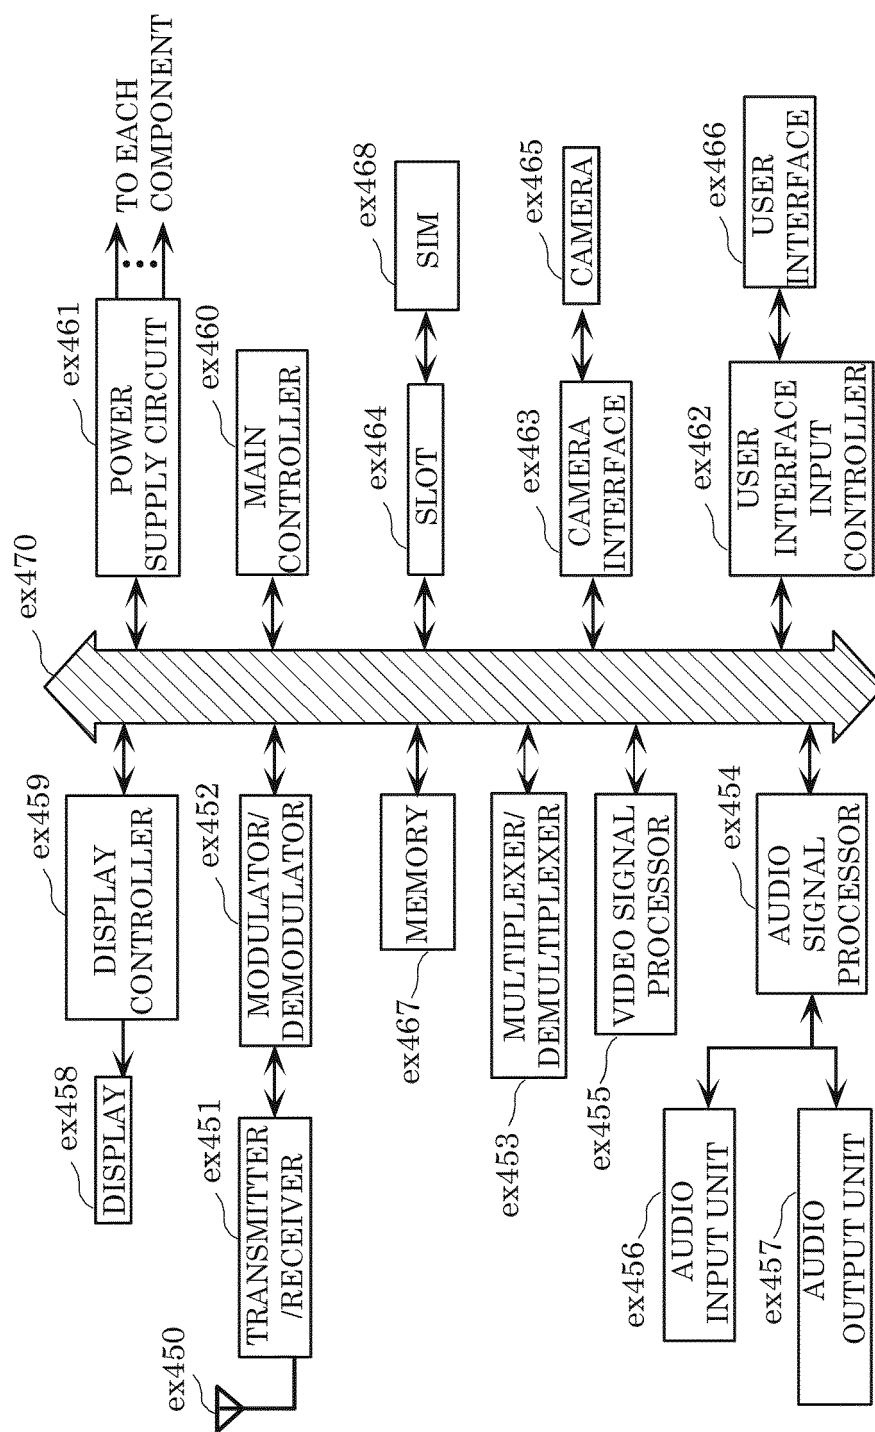 ex459
DISPLAY
CONTROLLER
ex458
DISPLAY
ex470
ex461
POWER
SUPPLY CIRCUIT
TO EACH
COMPONENT
ex450
ex451
TRANSMITTER
/RECEIVER
ex452
MODULATOR/
DEMODULATOR
ex460
MAIN
CONTROLLER
MEMORY
ex467
ex464
SLOT
ex468
SIM
MULTIPLEXER/
DEMULTIPLEXER
ex453
VIDEO SIGNAL
PROCESSOR
ex455
ex463
CAMERA
INTERFACE
ex465
CAMERA
ex456
AUDIO
INPUT UNIT
ex457
AUDIO
OUTPUT UNIT
ex454
AUDIO
SIGNAL
PROCESSOR
ex462
USER
INTERFACE
INPUT
CONTROLLER
ex466
USER
INTERFACE